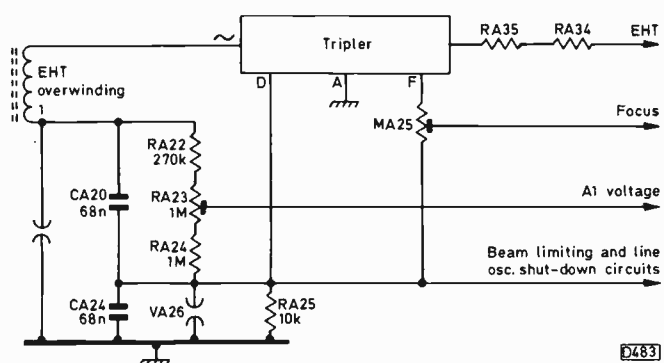 RA35
RA34
EHT
Tripler
EHT
overwinding
1
D
A
F
MA25
Focus
RA22
270k
CA20
68n
RA23
1M
A1 voltage
RA24
1M
Beam limiting and line
osc. shut-down circuits
CA24
68n
VA26
RA25
10k
D483